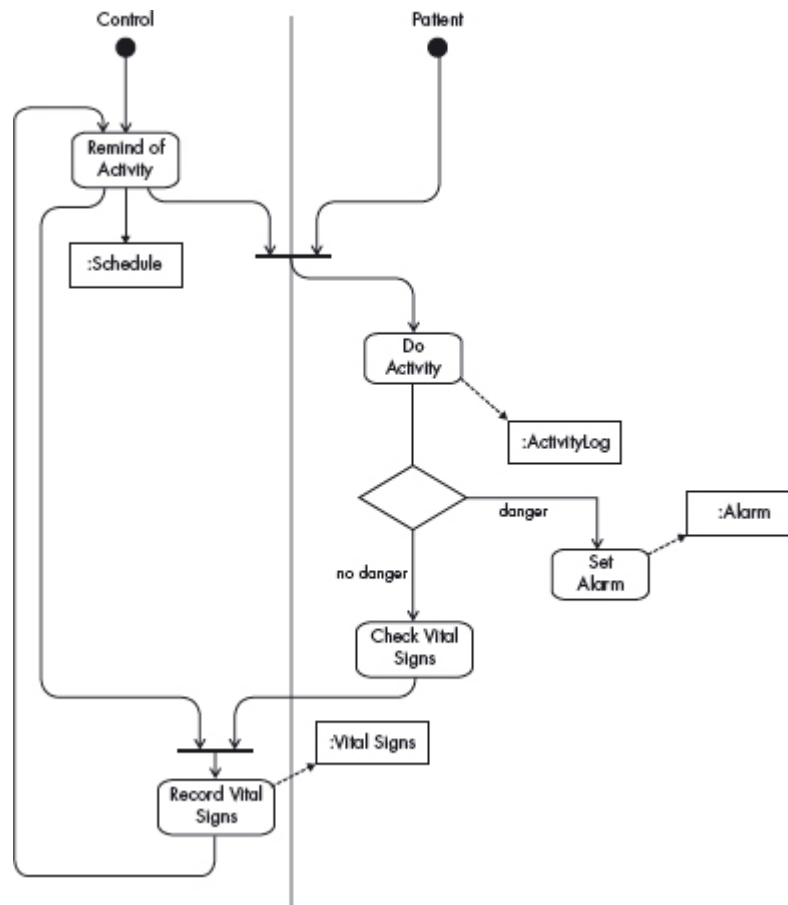 Control
Patient
Remind of
Activity
:Schedule
Do
Activity
:ActivityLog
danger
:Alarm
Set
Alarm
no danger
Check Vital
Signs
:Vital Signs
Record Vital
Signs